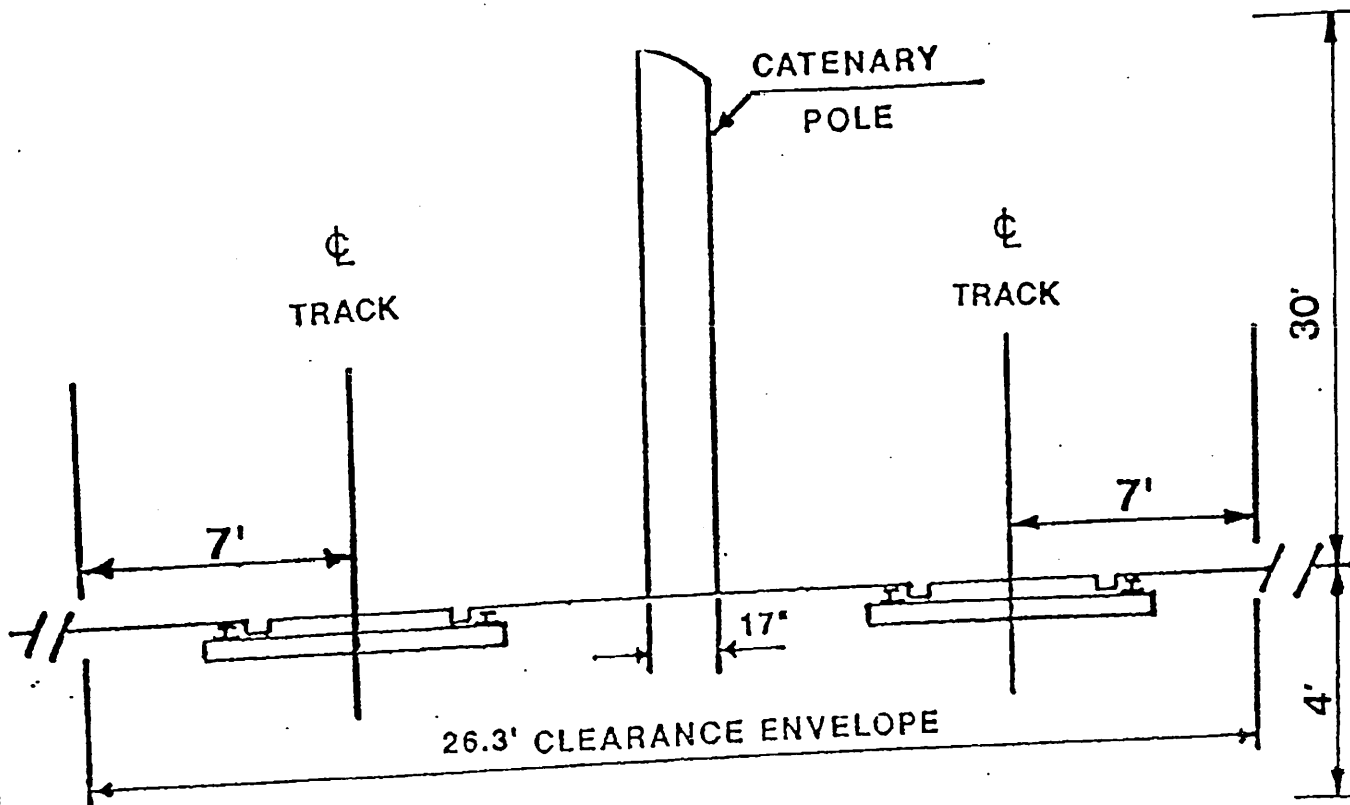 CATENARY
POLE
℄
TRACK
℄
TRACK
30'
7'
7'
17"
4'
26.3' CLEARANCE ENVELOPE